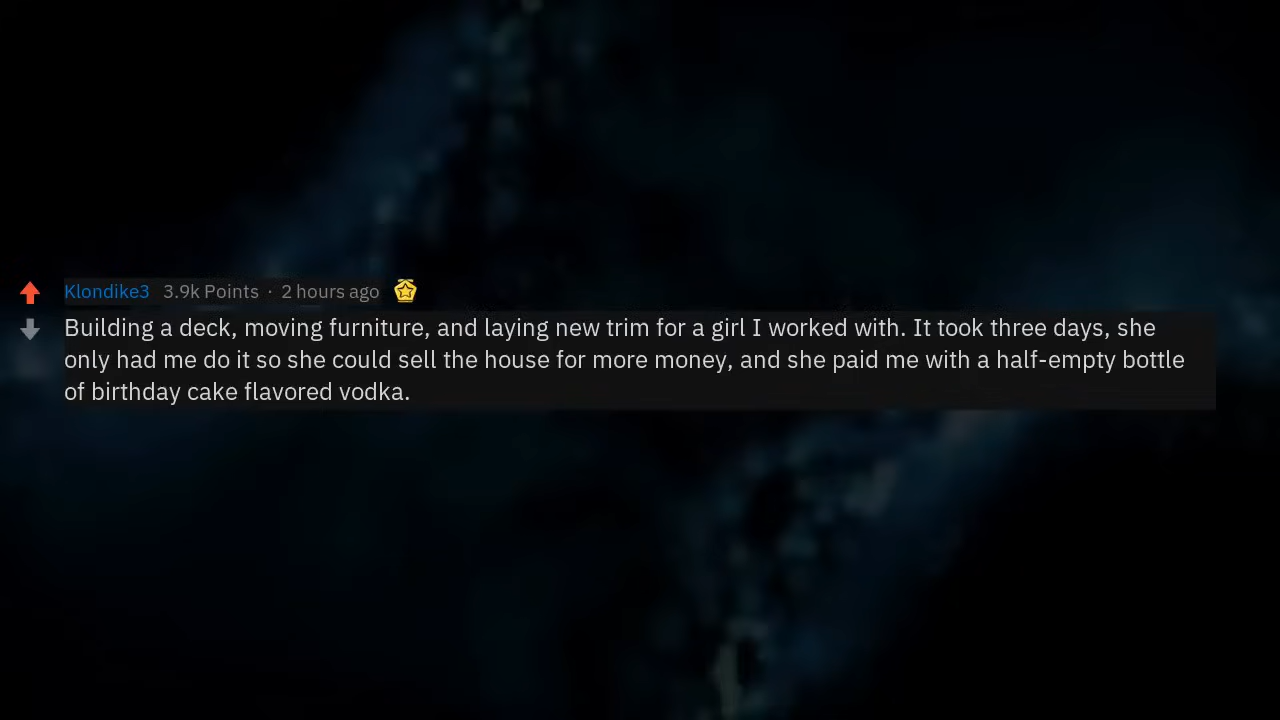 Klondike3 3.9k Points · 2 hours ago
Building a deck, moving furniture, and laying new trim for a girl I worked with. It took three days, she
only had me do it so she could sell the house for more money, and she paid me with a half-empty bottle
of birthday cake flavored vodka.